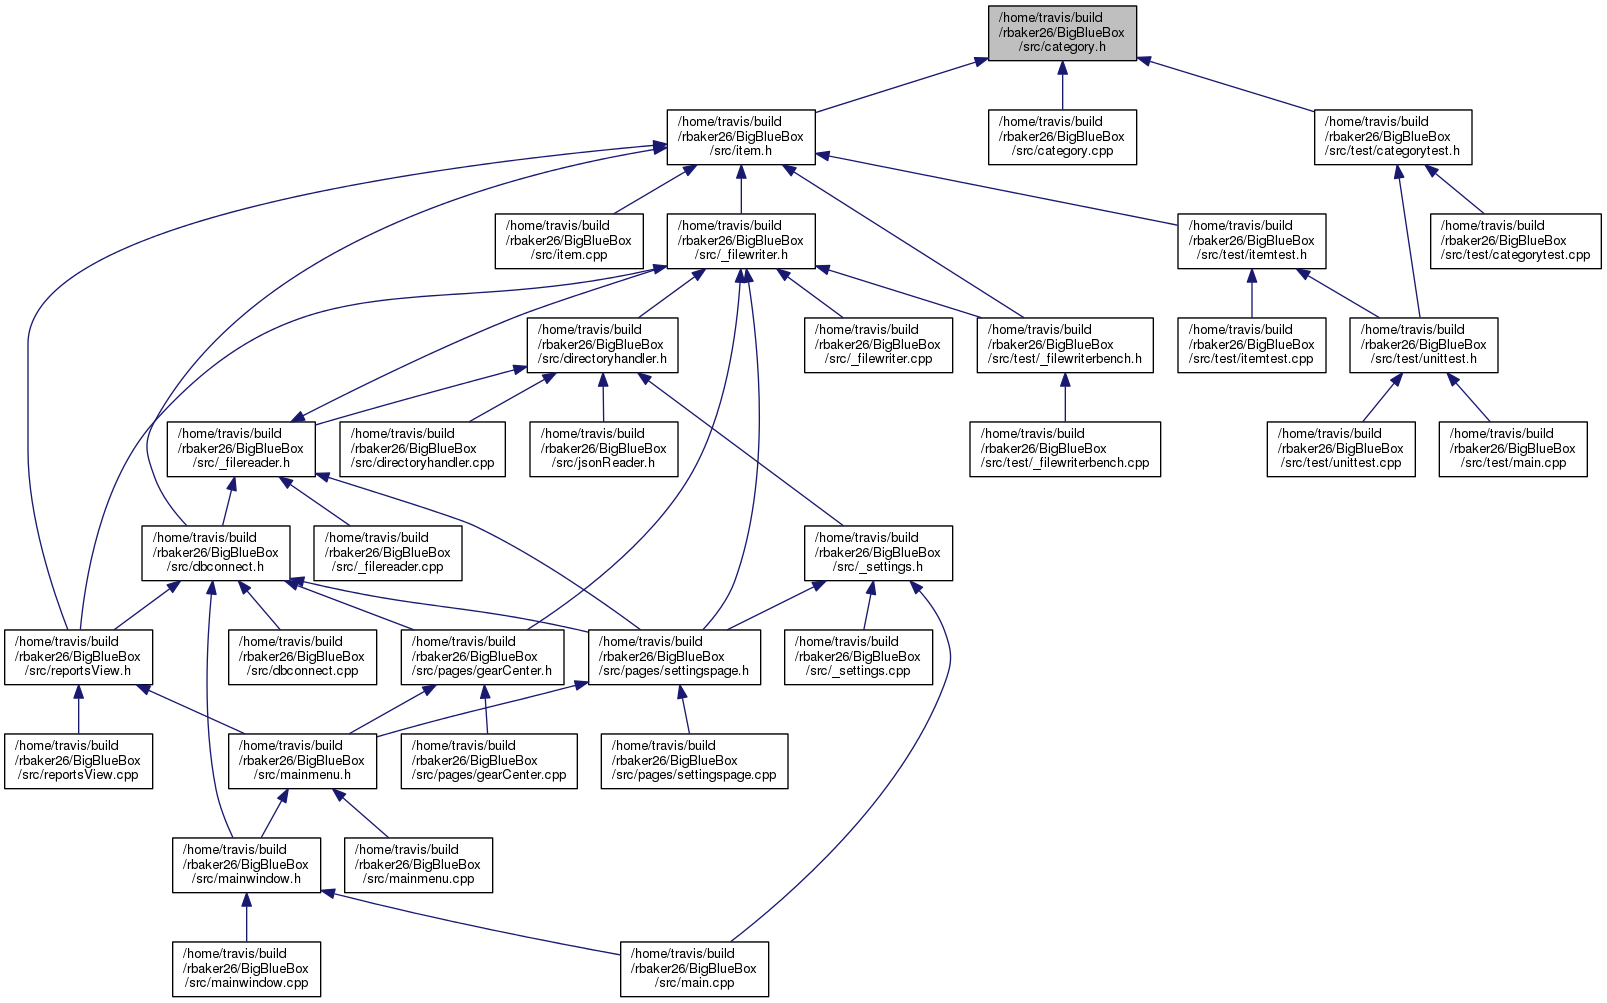 /home/travis/build
/rbaker26/BigBlueBox
/src/category.h
/home/travis/build
/rbaker26/BigBlueBox
/src/item.h
/home/travis/build
/rbaker26/BigBlueBox
/src/category.cpp
/home/travis/build
/rbaker26/BigBlueBox
/src/test/categorytest.h
/home/travis/build
/rbaker26/BigBlueBox
/src/item.cpp
/home/travis/build
/rbaker26/BigBlueBox
/src/_filewriter.h
/home/travis/build
/rbaker26/BigBlueBox
/src/test/itemtest.h
/home/travis/build
/rbaker26/BigBlueBox
/src/test/categorytest.cpp
/home/travis/build
/rbaker26/BigBlueBox
/src/directoryhandler.h
/home/travis/build
/rbaker26/BigBlueBox
/src/_filewriter.cpp
/home/travis/build
/rbaker26/BigBlueBox
/src/test/_filewriterbench.h
/home/travis/build
/rbaker26/BigBlueBox
/src/test/itemtest.cpp
/home/travis/build
/rbaker26/BigBlueBox
/src/test/unittest.h
/home/travis/build
/rbaker26/BigBlueBox
/src/_filereader.h
/home/travis/build
/rbaker26/BigBlueBox
/src/directoryhandler.cpp
/home/travis/build
/rbaker26/BigBlueBox
/src/jsonReader.h
/home/travis/build
/rbaker26/BigBlueBox
/src/test/_filewriterbench.cpp
/home/travis/build
/rbaker26/BigBlueBox
/src/test/unittest.cpp
/home/travis/build
/rbaker26/BigBlueBox
/src/test/main.cpp
/home/travis/build
/rbaker26/BigBlueBox
/src/dbconnect.h
/home/travis/build
/rbaker26/BigBlueBox
/src/_filereader.cpp
/home/travis/build
/rbaker26/BigBlueBox
/src/_settings.h
/home/travis/build
/rbaker26/BigBlueBox
/src/reportsView.h
/home/travis/build
/rbaker26/BigBlueBox
/src/dbconnect.cpp
/home/travis/build
/rbaker26/BigBlueBox
/src/pages/gearCenter.h
/home/travis/build
/rbaker26/BigBlueBox
/src/pages/settingspage.h
/home/travis/build
/rbaker26/BigBlueBox
/src/_settings.cpp
/home/travis/build
/rbaker26/BigBlueBox
/src/reportsView.cpp
/home/travis/build
/rbaker26/BigBlueBox
/src/mainmenu.h
/home/travis/build
/rbaker26/BigBlueBox
/src/pages/gearCenter.cpp
/home/travis/build
/rbaker26/BigBlueBox
/src/pages/settingspage.cpp
/home/travis/build
/rbaker26/BigBlueBox
/src/mainwindow.h
/home/travis/build
/rbaker26/BigBlueBox
/src/mainmenu.cpp
/home/travis/build
/rbaker26/BigBlueBox
/src/mainwindow.cpp
/home/travis/build
/rbaker26/BigBlueBox
/src/main.cpp